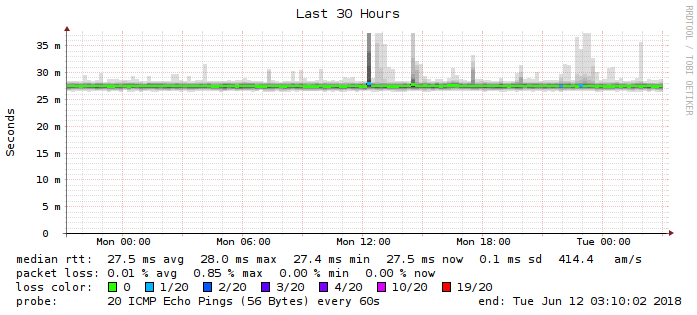 Last 30 Hours
RRDTOOL / TOBI OETIKER
Seconds
35 m
30 m
25 m
20 m
15 m
10 m
5 m
0
Mon 00:00 Mon 06:00 Mon 12:00 Mon 18:00 Tue 00:00
median rtt: 27.5 ms avg 28.0 ms max 27.4 ms min 27.5 ms now 0.1 ms sd 414.4 am/s
packet loss: 0.01 % avg 0.85 % max 0.00 % min 0.00 % now
loss color: 0 1/20 2/20 3/20 4/20 10/20 19/20
probe: 20 ICMP Echo Pings (56 Bytes) every 60s end: Tue Jun 12 03:10:02 2018